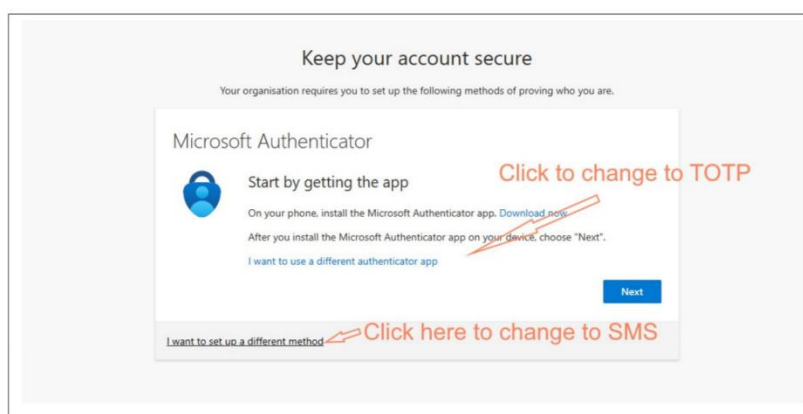 Keep your account secure
Your organisation requires you to set up the following methods of proving who you are.
Microsoft Authenticator
Click to change to TOTP
Start by getting the app
On your phone, install the Microsoft Authenticator app. Download now
After you install the Microsoft Authenticator app on your device, choose "Next".
I want to use a different authenticator app
Next
I want to set up a different method
Click here to change to SMS